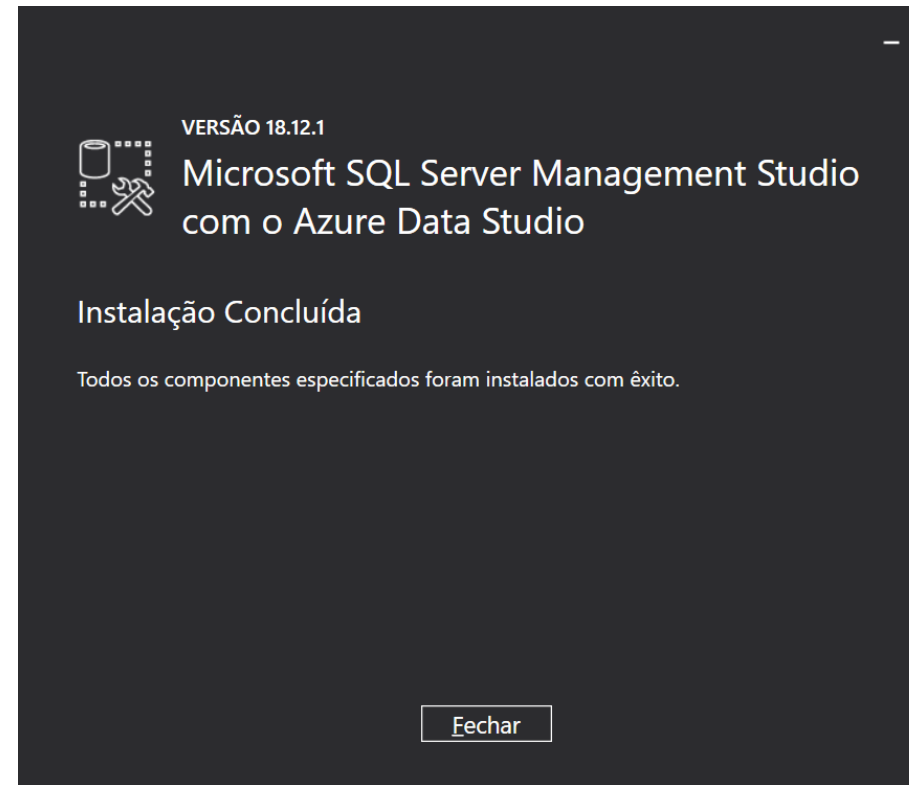 VERSÃO 18.12.1
Microsoft SQL Server Management Studio
com o Azure Data Studio
Instalação Concluída
Todos os componentes especificados foram instalados com êxito.
Fechar